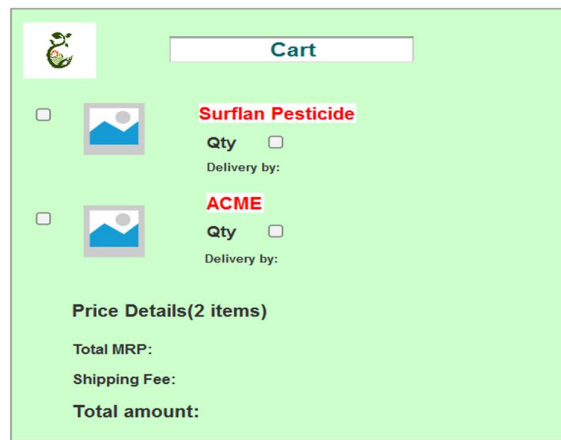 Cart
Surflan Pesticide
Qty
Delivery by:
ACME
Qty
Delivery by:
Price Details(2 items)
Total MRP:
Shipping Fee:
Total amount: